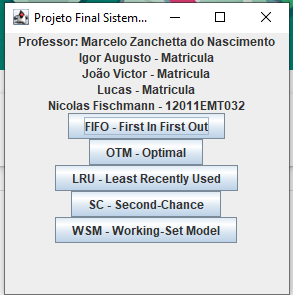 Projeto Final Sistem...
Professor: Marcelo Zanchetta do Nascimento
Igor Augusto - Matricula
João Victor - Matricula
Lucas - Matricula
Nicolas Fischmann - 12011EMT032
FIFO - First In First Out
OTM - Optimal
LRU - Least Recently Used
SC - Second-Chance
WSM - Working-Set Model